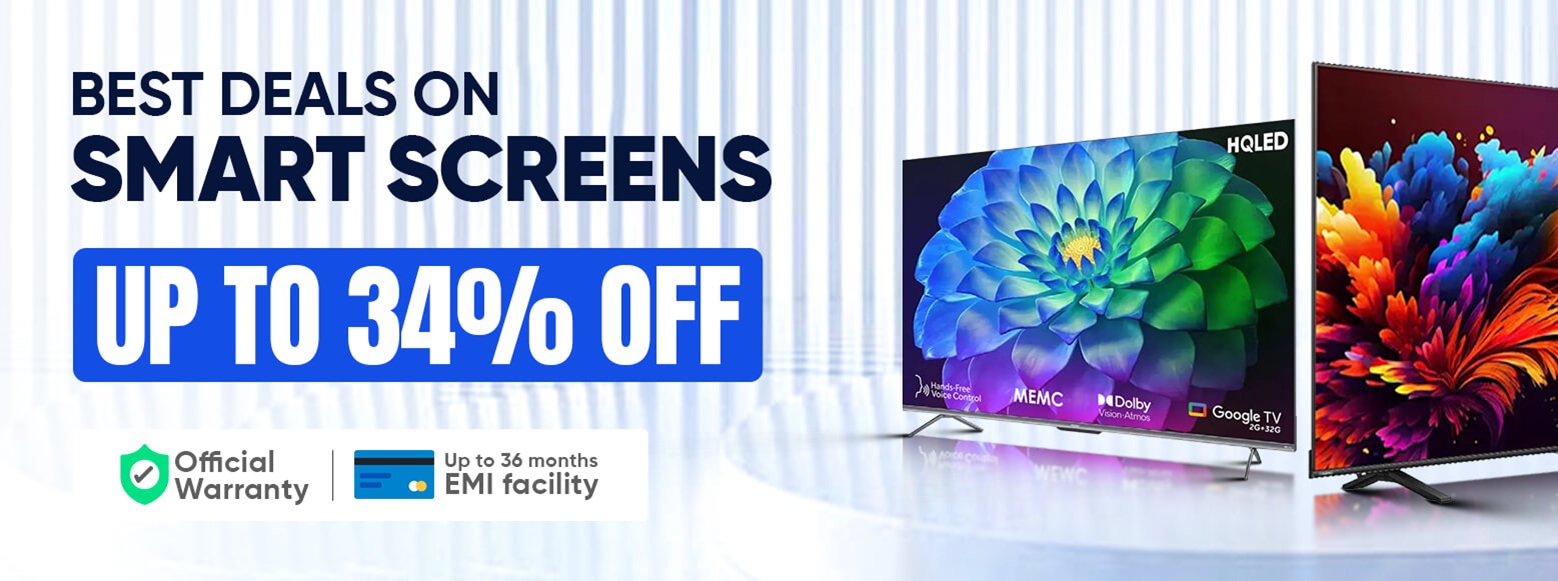 BEST DEALS ON
SMART SCREENS
UP TO 34% OFF
Official
Warranty
Up to 36 months
EMI facility
HQLED
Hands-Free
Voice Control
MEMC
Dolby
Vision·Atmos
Google TV
2G+32G